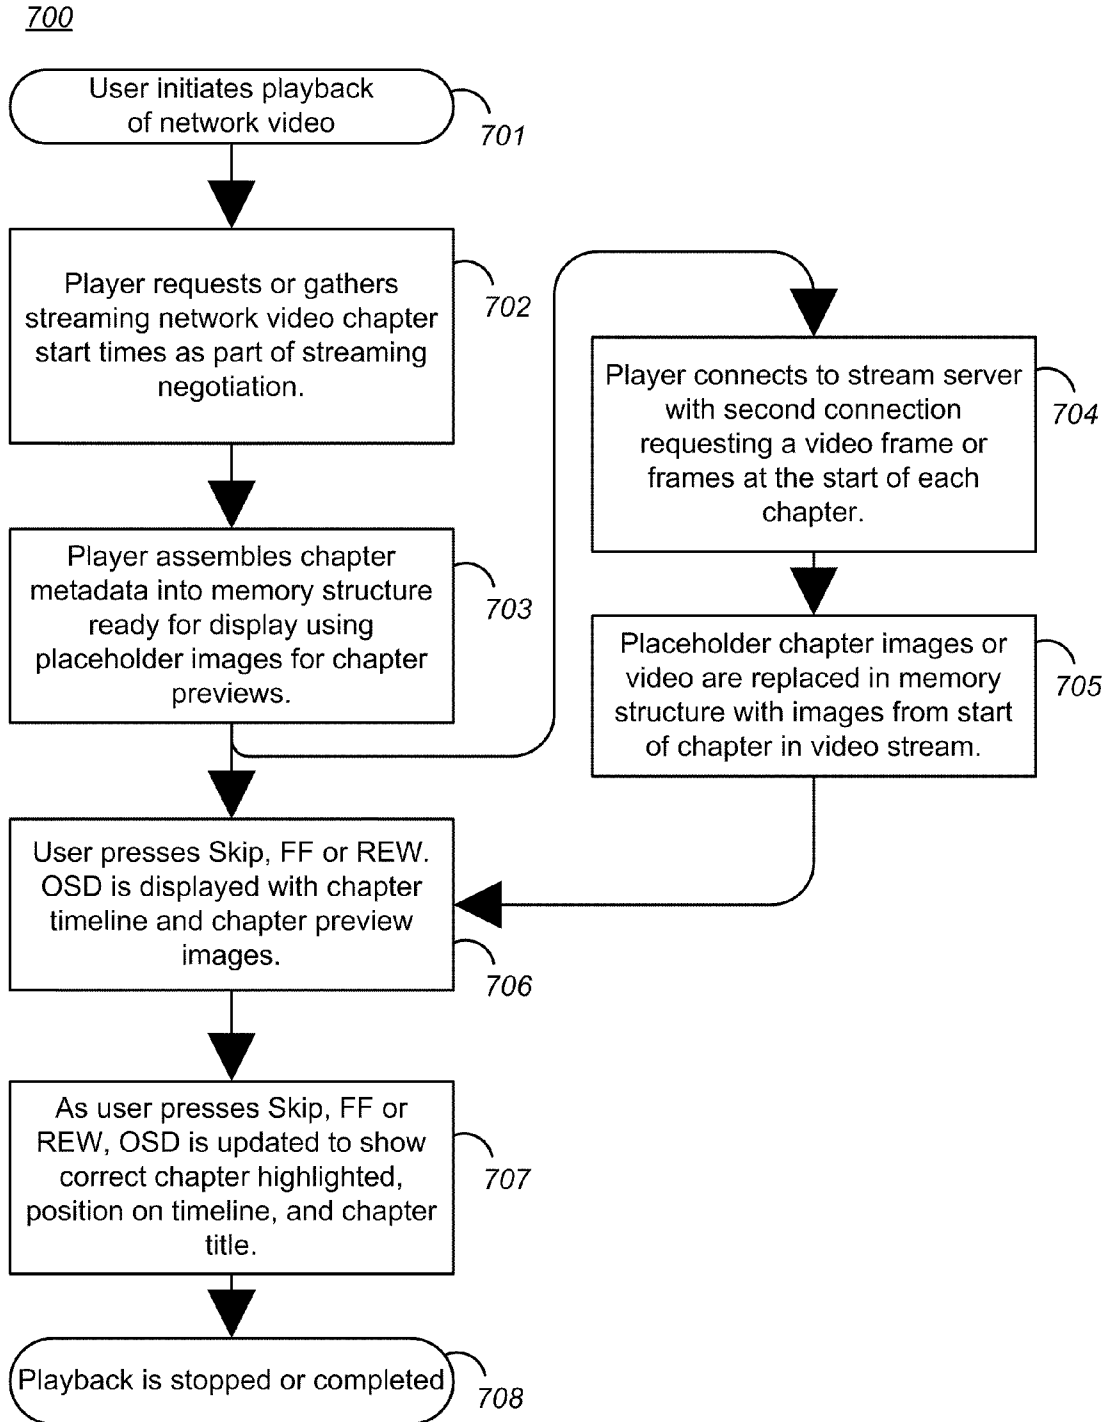 700
User initiates playback
of network video
701
Player requests or gathers
streaming network video chapter
start times as part of streaming
negotiation.
702
Player assembles chapter
metadata into memory structure
ready for display using
placeholder images for chapter
previews.
703
Player connects to stream server
with second connection
requesting a video frame or
frames at the start of each
chapter.
704
Placeholder chapter images or
video are replaced in memory
structure with images from start
of chapter in video stream.
705
User presses Skip, FF or REW.
OSD is displayed with chapter
timeline and chapter preview
images.
706
As user presses Skip, FF or
REW, OSD is updated to show
correct chapter highlighted,
position on timeline, and chapter
title.
707
Playback is stopped or completed
708